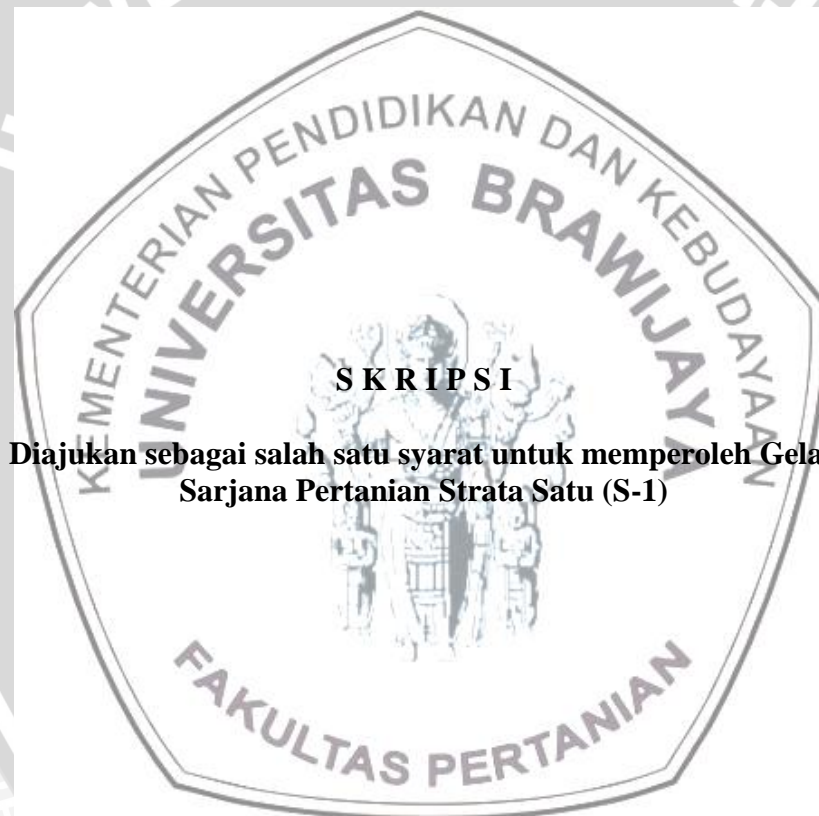 KEMENTERIAN PENDIDIKAN DAN KEBUDAYAAN
UNIVERSITAS BRAWIJAYA
S K R I P S I
Diajukan sebagai salah satu syarat untuk memperoleh Gela
Sarjana Pertanian Strata Satu (S-1)
FAKULTAS PERTANIAN